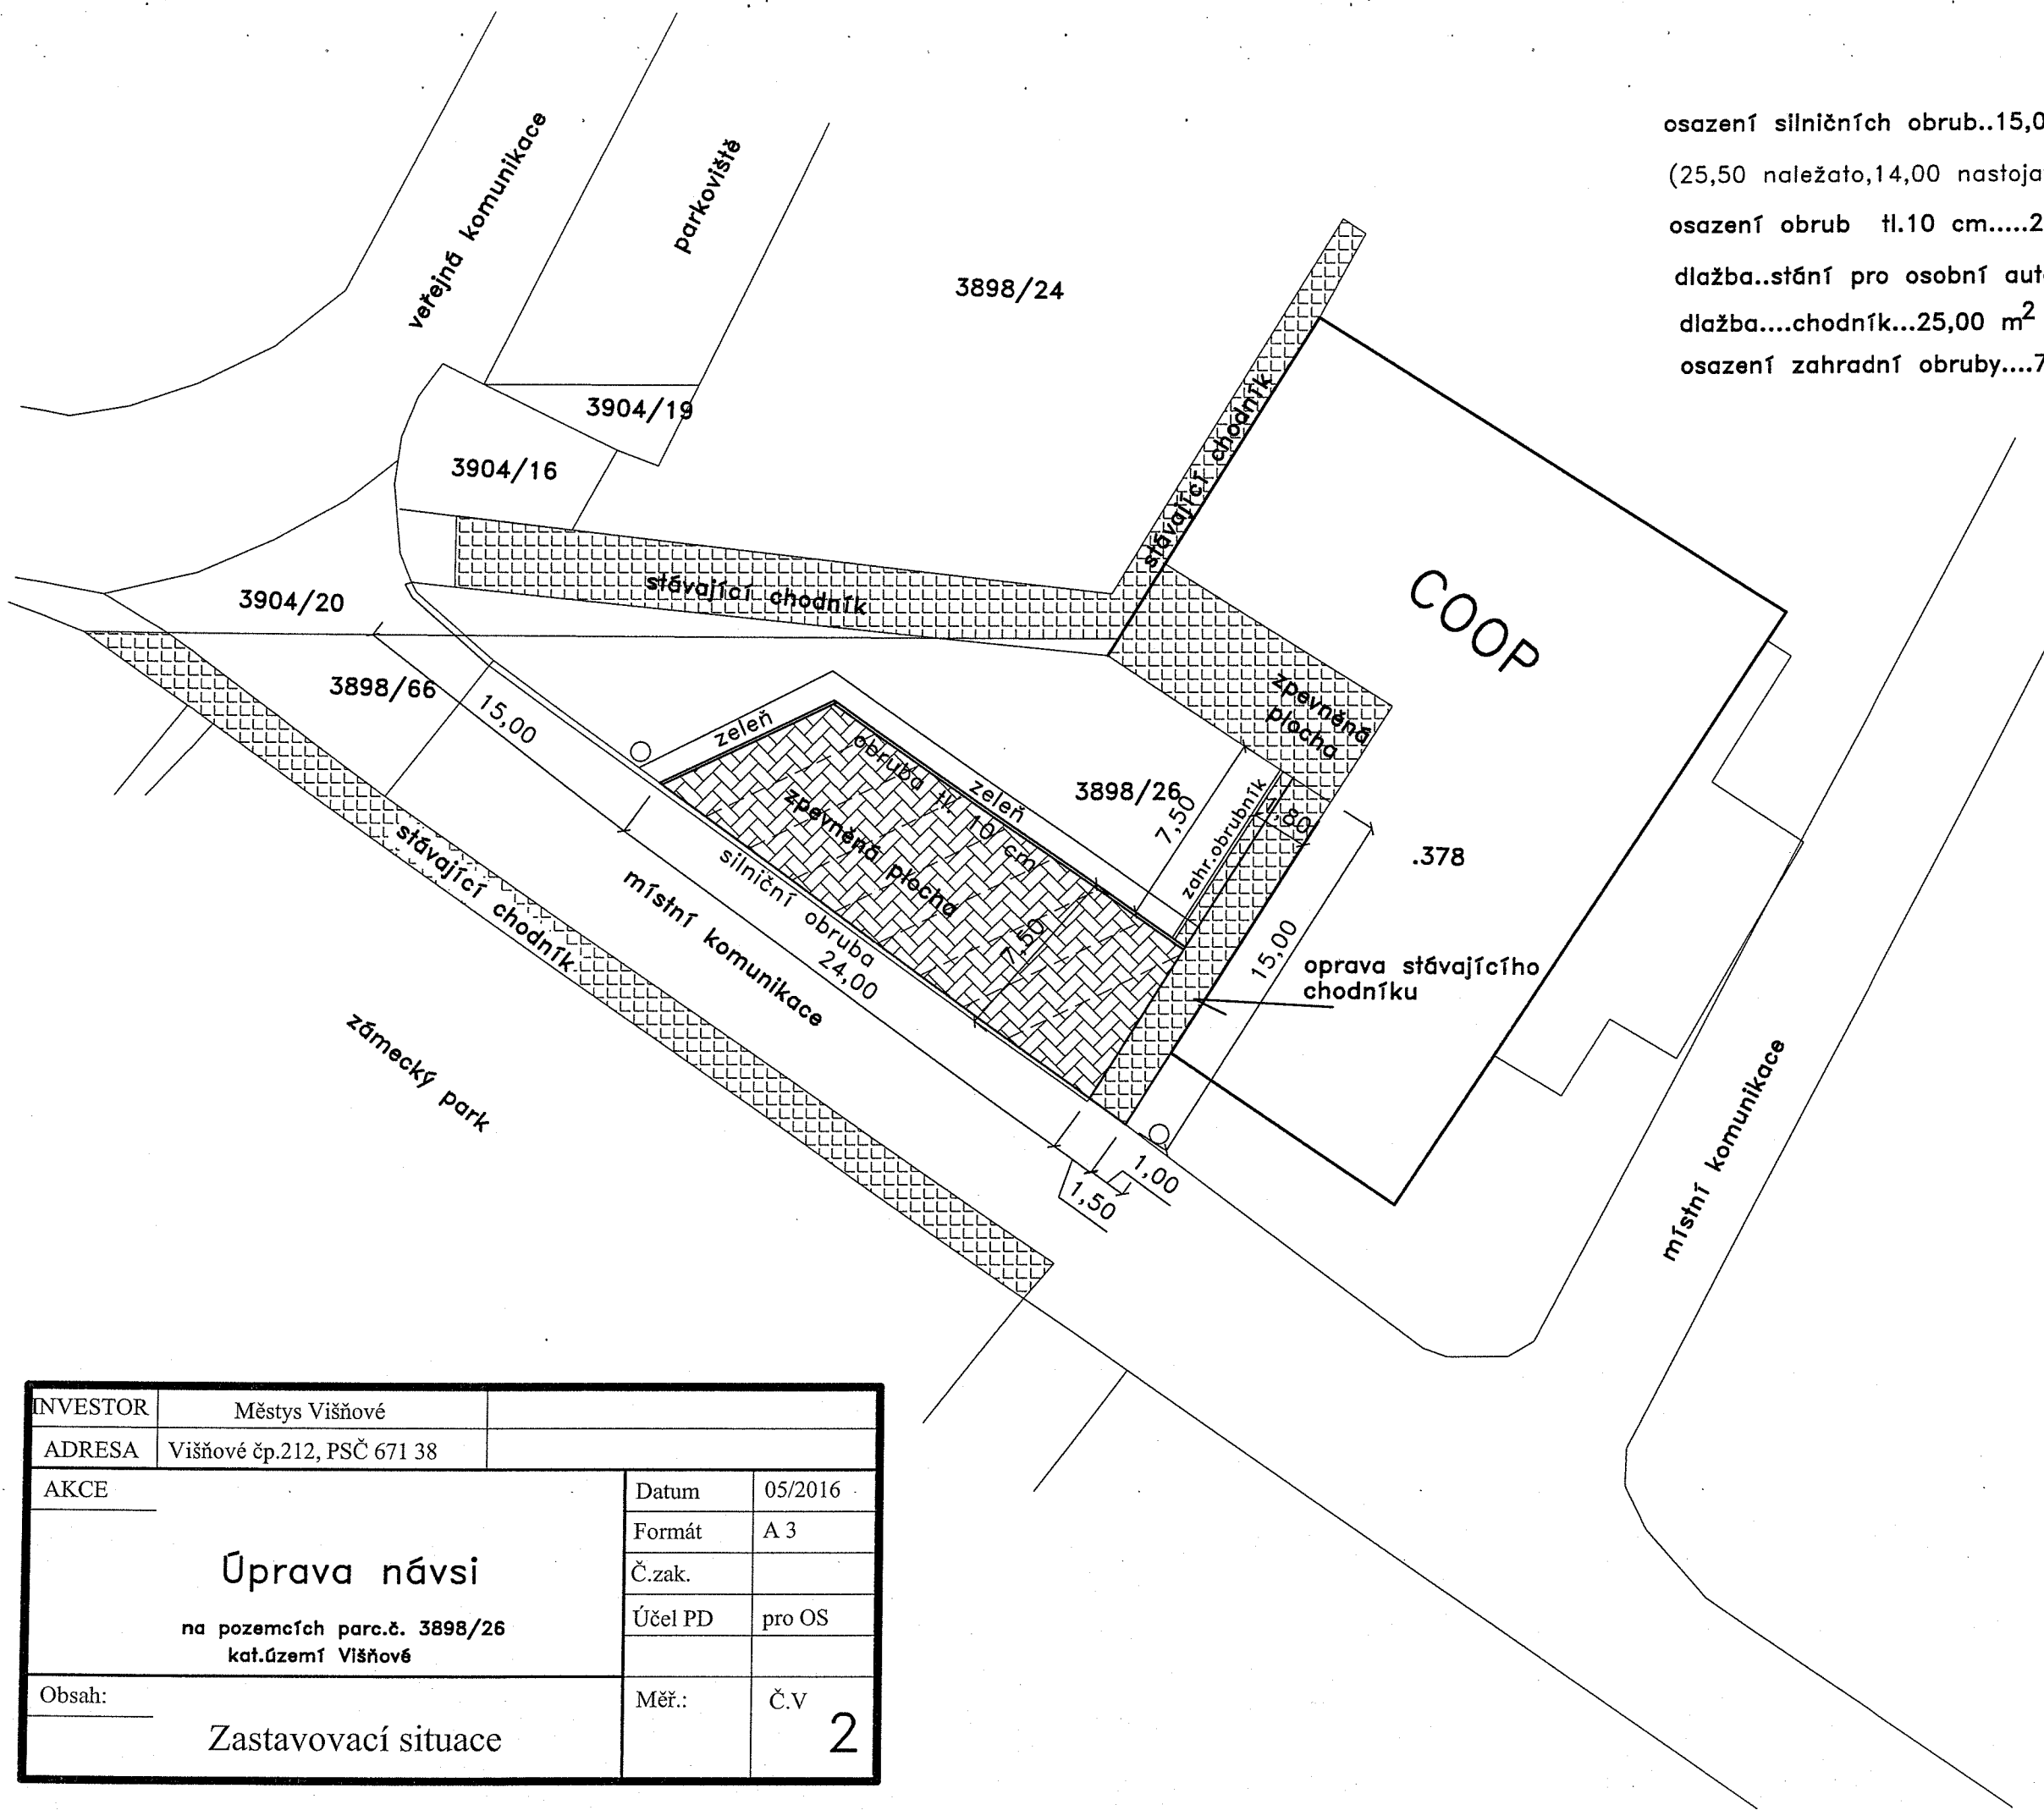 osazení silničních obrub..15,0
(25,50 naležato,14,00 nastoja
osazení obrub tl.10 cm.....2
dlažba..stání pro osobní aut
dlažba....chodník...25,00 m2
osazení zahradní obruby....7
veřejná komunikace
parkoviště
3898/24
3904/19
3904/16
stávající chodník
stávající chodník
COOP
3904/20
3898/66
15,00
zeleň
obruba tl. 10 cm
zeleň
3898/26
7,50
zpevněná
plocha
zahr.obrubník
1,80
.378
zpevněná plocha
7,50
silniční obruba
24,00
místní komunikace
15,00
oprava stávajícího
chodníku
stávající chodník
zámecký park
1,00
1,50
místní komunikace
INVESTOR Městys Višňové
ADRESA Višňové čp.212, PSČ 671 38
AKCE
Datum 05/2016
Formát A 3
Č.zak.
Účel PD pro OS
Úprava návsi
na pozemcích parc.č. 3898/26
kat.území Višňové
Obsah:
Zastavovací situace
Měř.:
Č.V
2